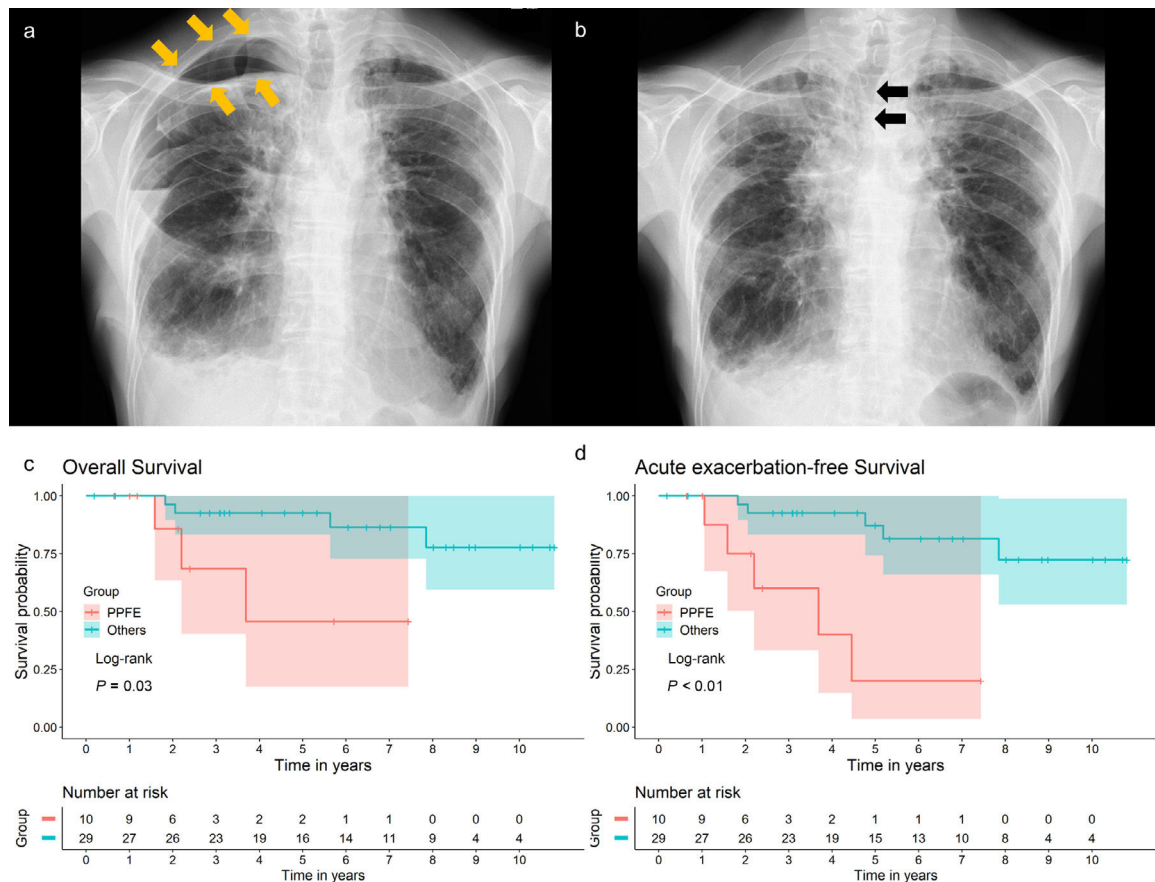 a
b
c Overall Survival
1.00
0.75
0.50
0.25
0.00
Survival probability
Group
PPFE
Others
Log-rank
P = 0.03
0 1 2 3 4 5 6 7 8 9 10
Time in years
Number at risk
Group
10 9 6 3 2 2 1 1 0 0 0
29 27 26 23 19 16 14 11 9 4 4
0 1 2 3 4 5 6 7 8 9 10
Time in years
d Acute exacerbation-free Survival
1.00
0.75
0.50
0.25
0.00
Survival probability
Group
PPFE
Others
Log-rank
P < 0.01
0 1 2 3 4 5 6 7 8 9 10
Time in years
Number at risk
Group
10 9 6 3 2 1 1 1 0 0 0
29 27 26 23 19 15 13 10 8 4 4
0 1 2 3 4 5 6 7 8 9 10
Time in years